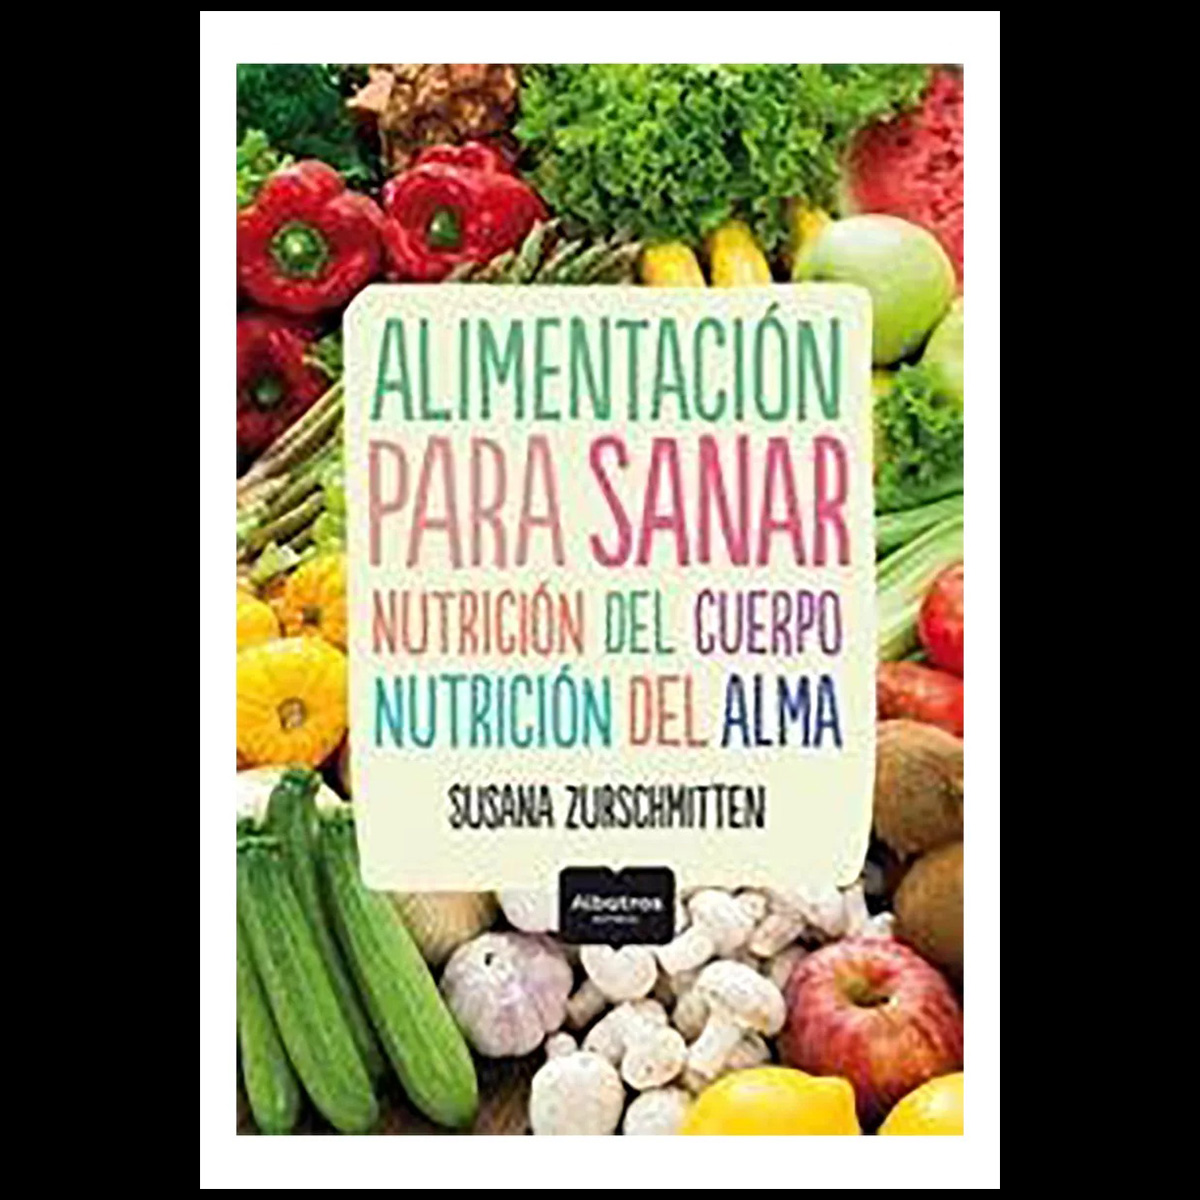 ALIMENTACIÓN
PARA SANAR
NUTRICIÓN DEL CUERPO
NUTRICIÓN DEL ALMA
SUSANA ZURSCHMITTEN
Albatros